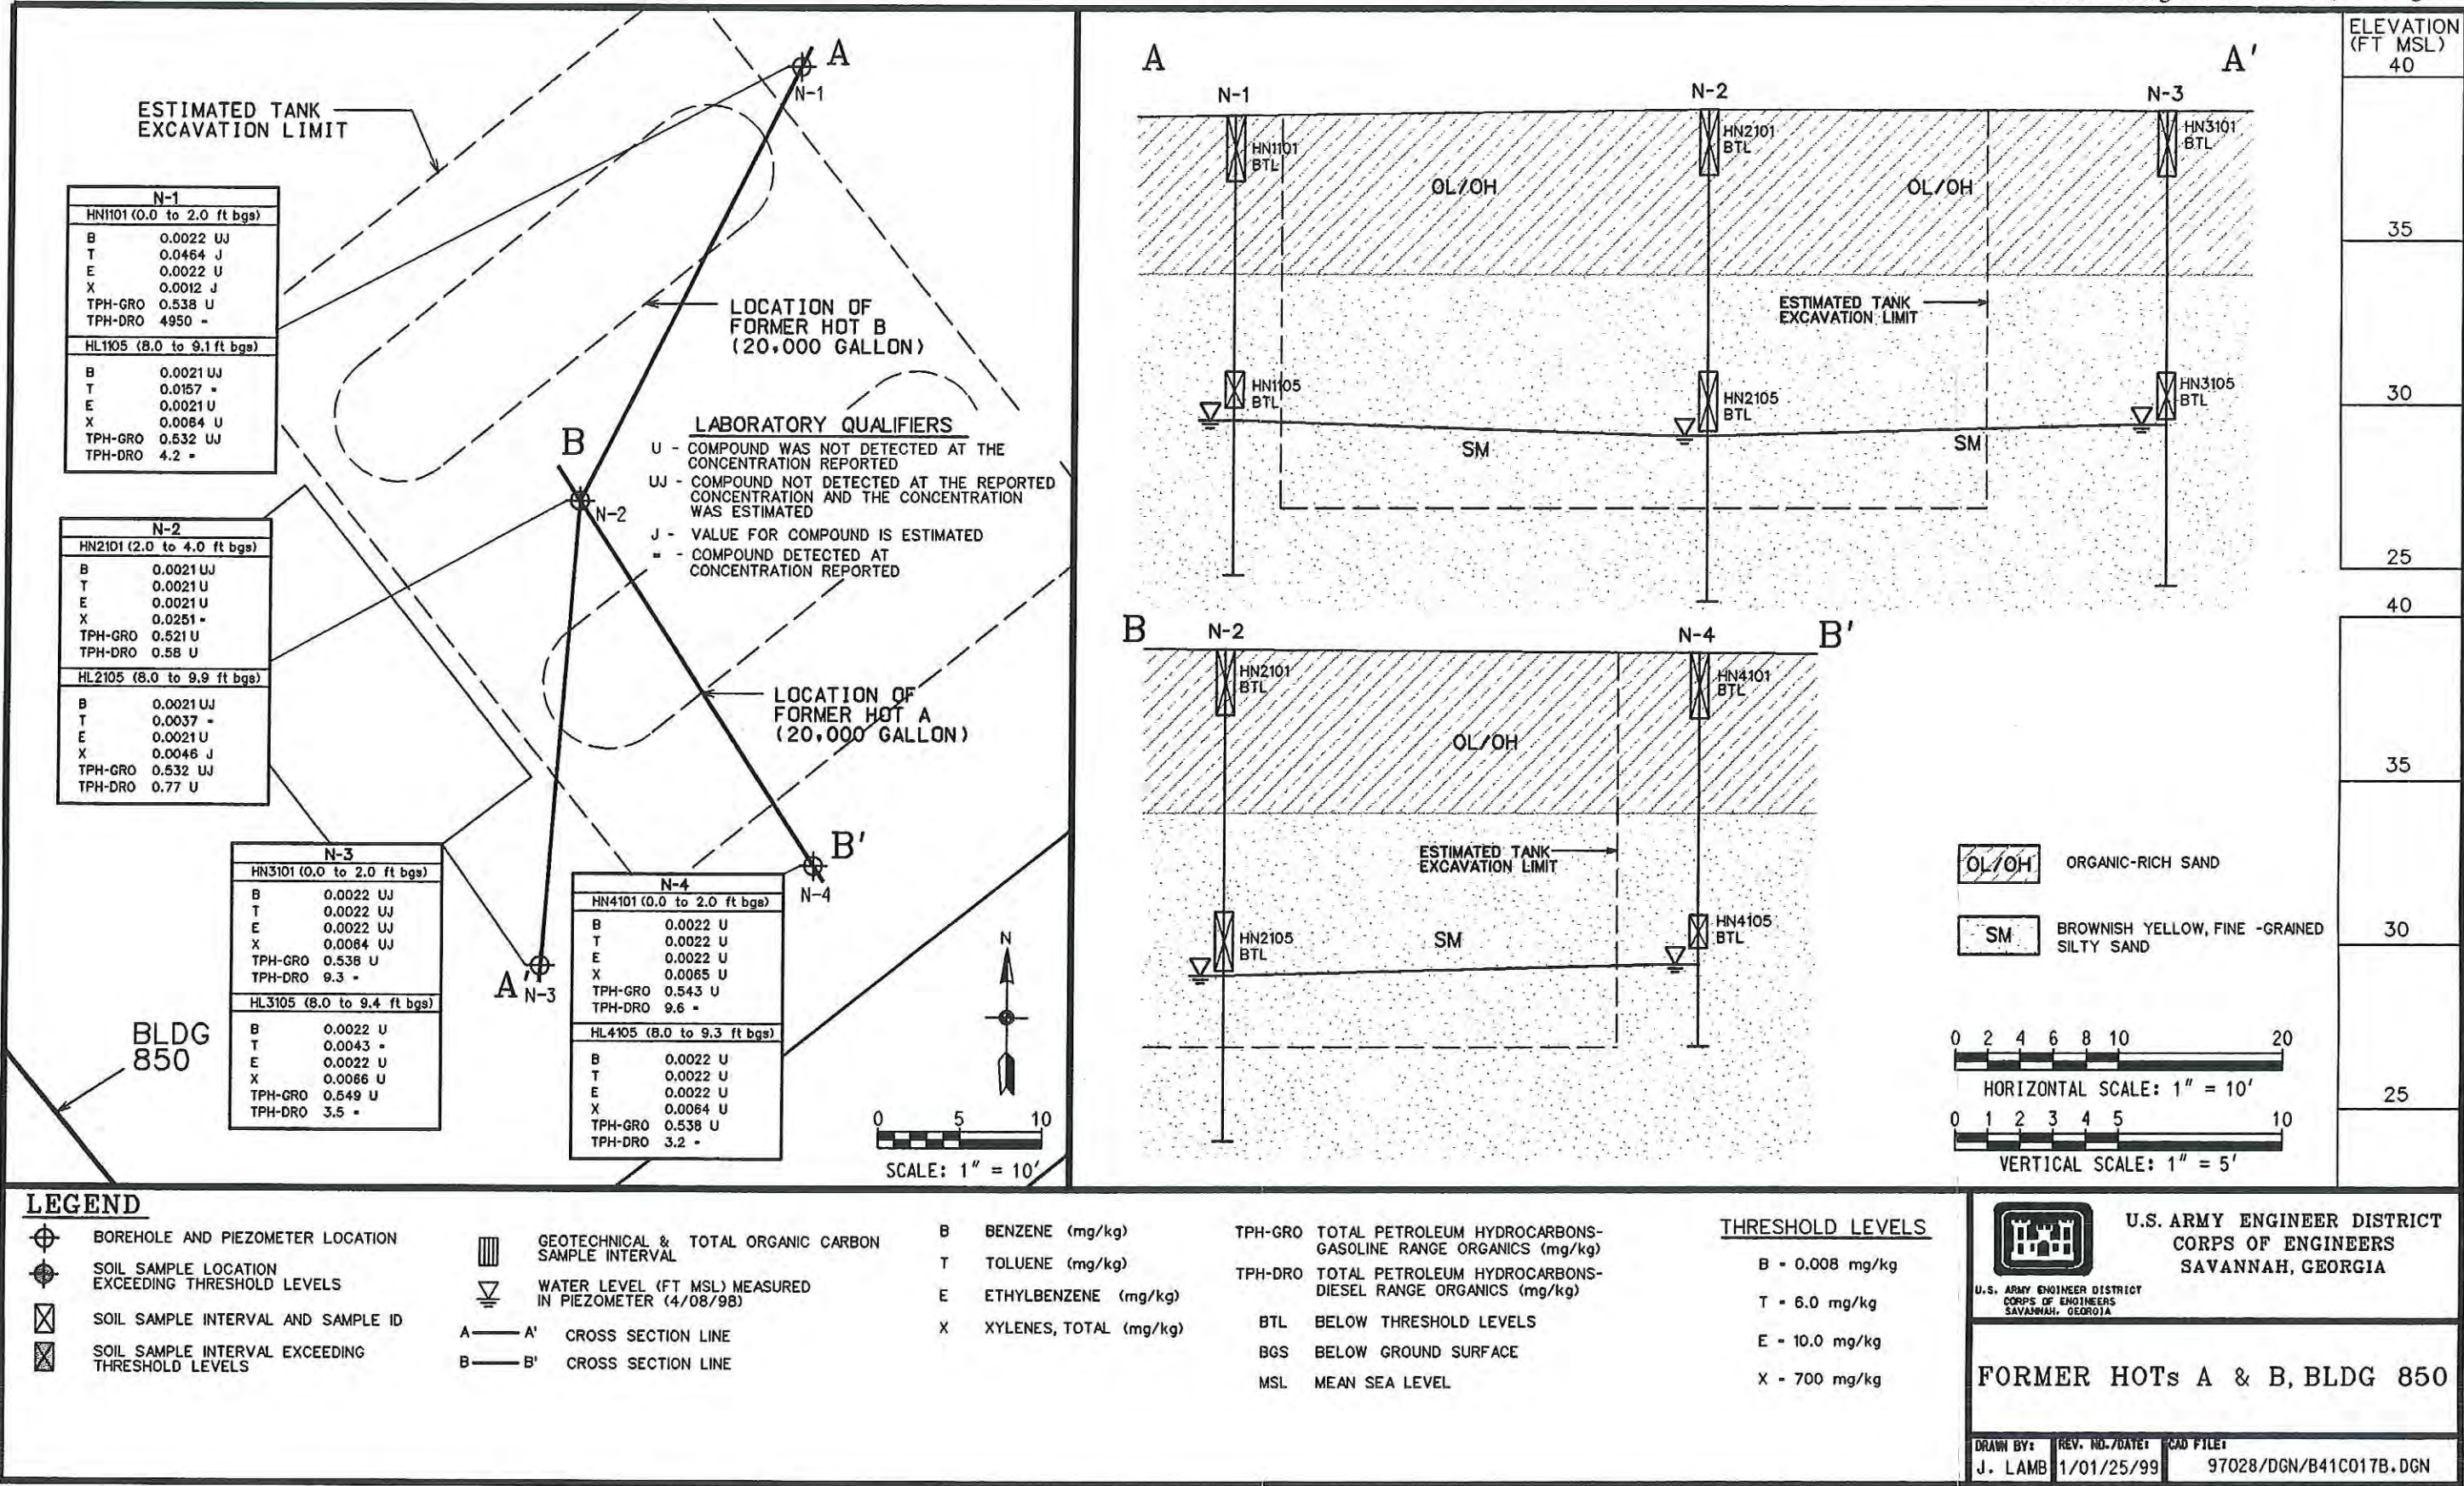 A
N-1
ESTIMATED TANK
EXCAVATION LIMIT
N-1
HN1101 (0.0 to 2.0 ft bgs)
B 0.0022 UJ
T 0.0464 J
E 0.0022 U
X 0.0012 J
TPH-GRO 0.538 U
TPH-DRO 4950 =
HL1105 (8.0 to 9.1 ft bgs)
B 0.0021 UJ
T 0.0157 =
E 0.0021 U
X 0.0064 U
TPH-GRO 0.532 UJ
TPH-DRO 4.2 =
LOCATION OF
FORMER HOT B
(20,000 GALLON)
LABORATORY QUALIFIERS
U - COMPOUND WAS NOT DETECTED AT THE
CONCENTRATION REPORTED
UJ - COMPOUND NOT DETECTED AT THE REPORTED
CONCENTRATION AND THE CONCENTRATION
WAS ESTIMATED
J - VALUE FOR COMPOUND IS ESTIMATED
= - COMPOUND DETECTED AT
CONCENTRATION REPORTED
B
N-2
N-2
HN2101 (2.0 to 4.0 ft bgs)
B 0.0021 UJ
T 0.0021 U
E 0.0021 U
X 0.0251 =
TPH-GRO 0.521 U
TPH-DRO 0.58 U
HL2105 (8.0 to 9.9 ft bgs)
B 0.0021 UJ
T 0.0037 =
E 0.0021 U
X 0.0046 J
TPH-GRO 0.532 UJ
TPH-DRO 0.77 U
LOCATION OF
FORMER HOT A
(20,000 GALLON)
N-3
HN3101 (0.0 to 2.0 ft bgs)
B 0.0022 UJ
T 0.0022 UJ
E 0.0022 UJ
X 0.0064 UJ
TPH-GRO 0.536 U
TPH-DRO 9.3 =
HL3105 (8.0 to 9.4 ft bgs)
B 0.0022 U
T 0.0043 =
E 0.0022 U
X 0.0066 U
TPH-GRO 0.549 U
TPH-DRO 3.5 =
A'
N-3
N-4
HN4101 (0.0 to 2.0 ft bgs)
B 0.0022 U
T 0.0022 U
E 0.0022 U
X 0.0065 U
TPH-GRO 0.543 U
TPH-DRO 9.6 =
HL4105 (8.0 to 9.3 ft bgs)
B 0.0022 U
T 0.0022 U
E 0.0022 U
X 0.0064 U
TPH-GRO 0.538 U
TPH-DRO 3.2 =
B'
N-4
BLDG
850
N
0 5 10
SCALE: 1" = 10'
A
A'
N-1
N-2
N-3
HN1101
BTL
HN2101
BTL
HN3101
BTL
OL/OH
OL/OH
ESTIMATED TANK
EXCAVATION LIMIT
HN1105
BTL
HN2105
BTL
HN3105
BTL
SM
SM
B
B'
N-2
N-4
HN2101
BTL
HN4101
BTL
OL/OH
ESTIMATED TANK
EXCAVATION LIMIT
HN2105
BTL
HN4105
BTL
SM
ELEVATION
(FT MSL)
40
35
30
25
40
35
30
25
OL/OH ORGANIC-RICH SAND
SM BROWNISH YELLOW, FINE -GRAINED
SILTY SAND
0 2 4 6 8 10 20
HORIZONTAL SCALE: 1" = 10'
0 1 2 3 4 5 10
VERTICAL SCALE: 1" = 5'
LEGEND
BOREHOLE AND PIEZOMETER LOCATION
SOIL SAMPLE LOCATION
EXCEEDING THRESHOLD LEVELS
SOIL SAMPLE INTERVAL AND SAMPLE ID
SOIL SAMPLE INTERVAL EXCEEDING
THRESHOLD LEVELS
GEOTECHNICAL & TOTAL ORGANIC CARBON
SAMPLE INTERVAL
WATER LEVEL (FT MSL) MEASURED
IN PIEZOMETER (4/08/98)
A A' CROSS SECTION LINE
B B' CROSS SECTION LINE
B BENZENE (mg/kg)
T TOLUENE (mg/kg)
E ETHYLBENZENE (mg/kg)
X XYLENES, TOTAL (mg/kg)
TPH-GRO TOTAL PETROLEUM HYDROCARBONS-
GASOLINE RANGE ORGANICS (mg/kg)
TPH-DRO TOTAL PETROLEUM HYDROCARBONS-
DIESEL RANGE ORGANICS (mg/kg)
BTL BELOW THRESHOLD LEVELS
BGS BELOW GROUND SURFACE
MSL MEAN SEA LEVEL
THRESHOLD LEVELS
B = 0.008 mg/kg
T = 6.0 mg/kg
E = 10.0 mg/kg
X = 700 mg/kg
U.S. ARMY ENGINEER DISTRICT
CORPS OF ENGINEERS
SAVANNAH, GEORGIA
U.S. ARMY ENGINEER DISTRICT
CORPS OF ENGINEERS
SAVANNAH, GEORGIA
FORMER HOTs A & B, BLDG 850
DRAWN BY: REV. NO./DATE: CAD FILE:
J. LAMB 1/01/25/99 97028/DGN/B41C017B.DGN